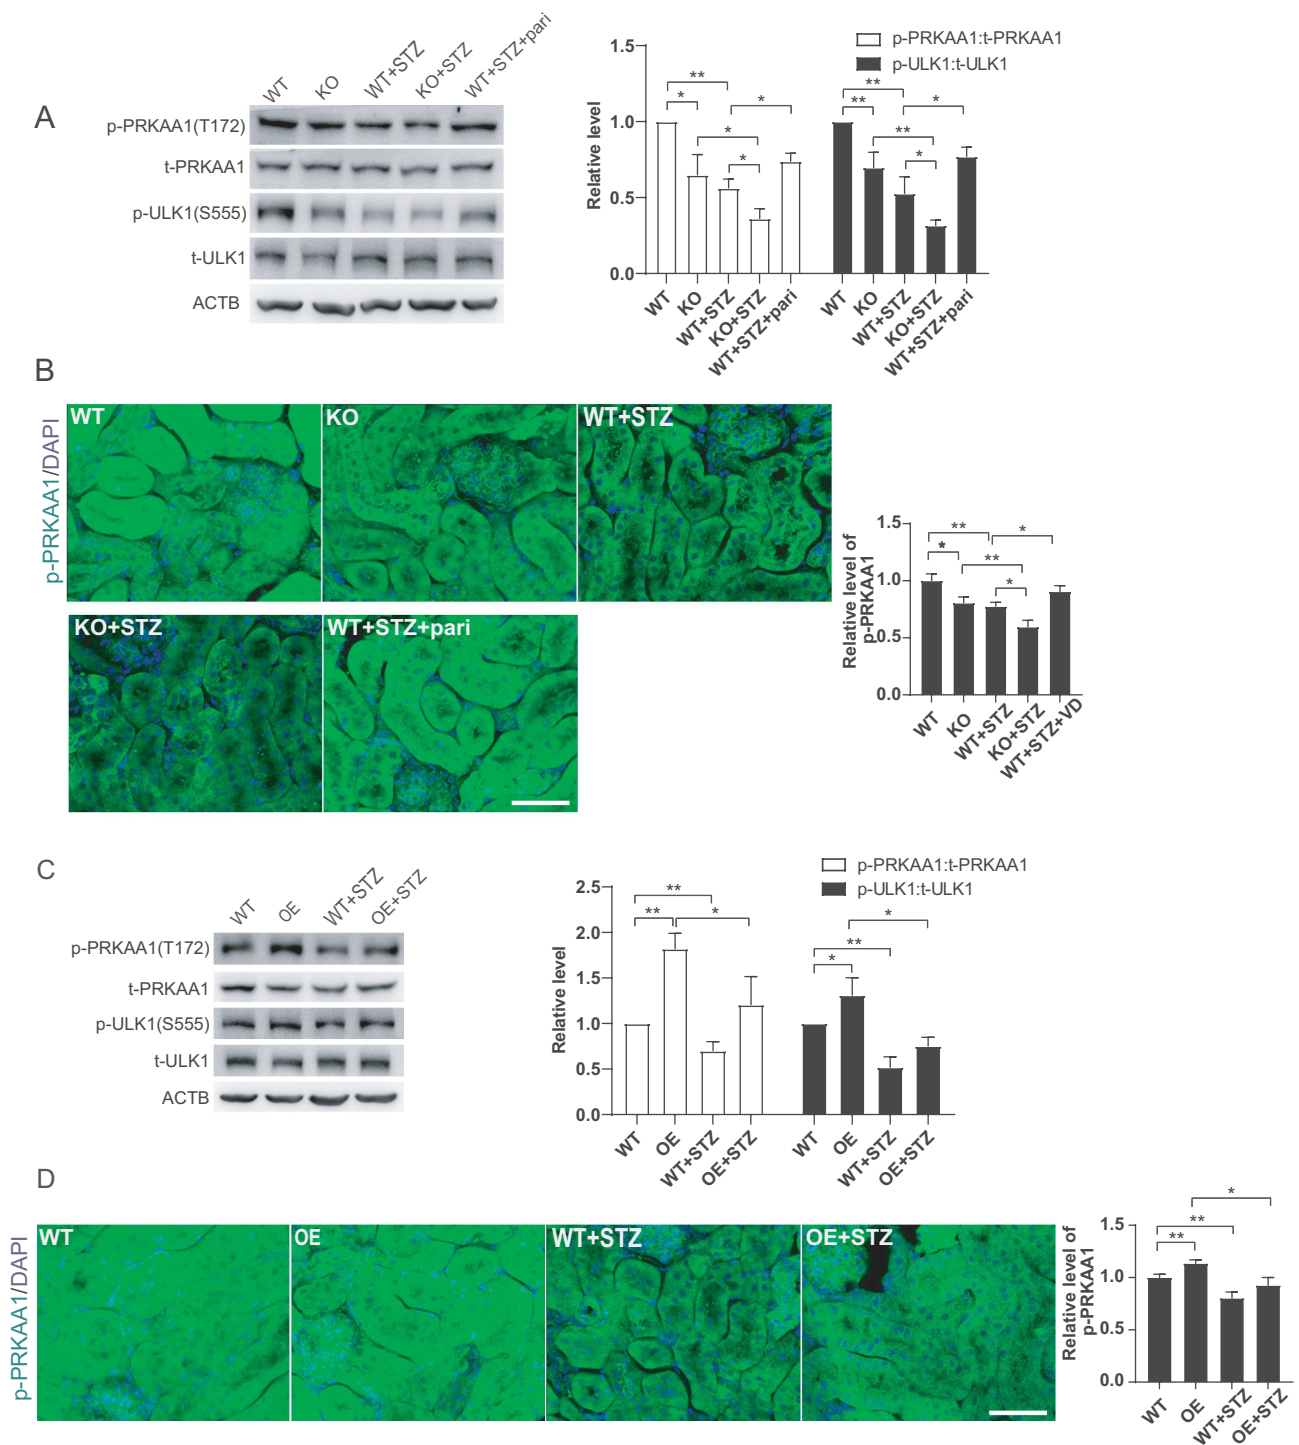 A
WT
KO
WT+STZ
KO+STZ
WT+STZ+pari
p-PRKAA1(T172)
t-PRKAA1
p-ULK1(S555)
t-ULK1
ACTB
p-PRKAA1:t-PRKAA1
p-ULK1:t-ULK1
Relative level
1.5
1.0
0.5
0.0
** * * * *
** ** * ** *
WT
KO
WT+STZ
KO+STZ
WT+STZ+pari
WT
KO
WT+STZ
KO+STZ
WT+STZ+pari
B
p-PRKAA1/DAPI
WT
KO
WT+STZ
KO+STZ
WT+STZ+pari
Relative level of
p-PRKAA1
1.5
1.0
0.5
0.0
** * * ** *
WT
KO
WT+STZ
KO+STZ
WT+STZ+VD
C
WT
OE
WT+STZ
OE+STZ
p-PRKAA1(T172)
t-PRKAA1
p-ULK1(S555)
t-ULK1
ACTB
p-PRKAA1:t-PRKAA1
p-ULK1:t-ULK1
Relative level
2.5
2.0
1.5
1.0
0.5
0.0
** ** *
* ** *
WT
OE
WT+STZ
OE+STZ
WT
OE
WT+STZ
OE+STZ
D
p-PRKAA1/DAPI
WT
OE
WT+STZ
OE+STZ
Relative level of
p-PRKAA1
1.5
1.0
0.5
0.0
* ** **
WT
OE
WT+STZ
OE+STZ